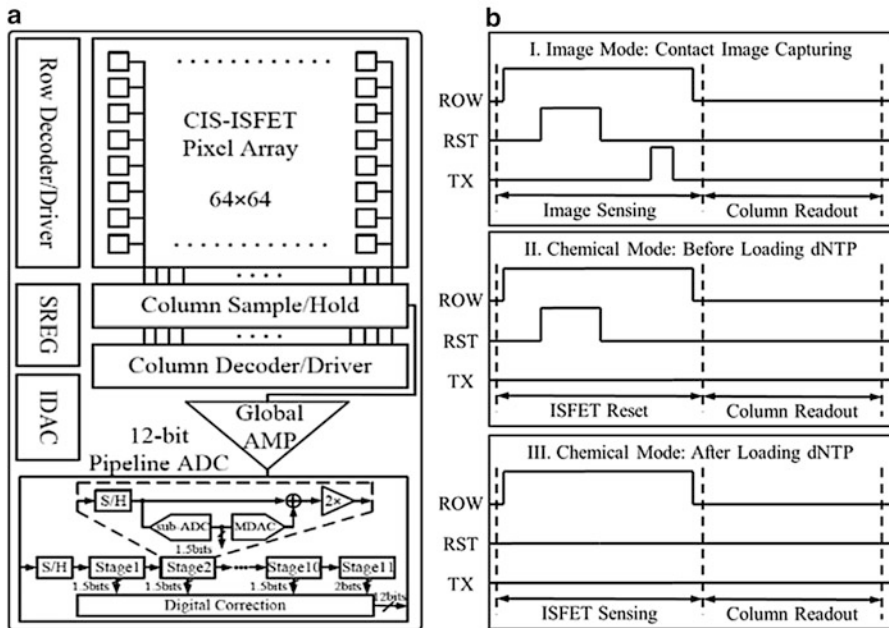 a
Row Decoder/Driver
CIS-ISFET
Pixel Array
64×64
SREG
Column Sample/Hold
Column Decoder/Driver
IDAC
Global
AMP
12-bit
Pipeline ADC
S/H
2×
sub-ADC
MDAC
1.5bits
S/H
Stage1
Stage2
Stage10
Stage11
1.5bits
1.5bits
1.5bits
2bits
12bits
Digital Correction
b
I. Image Mode: Contact Image Capturing
ROW
RST
TX
Image Sensing
Column Readout
II. Chemical Mode: Before Loading dNTP
ROW
RST
TX
ISFET Reset
Column Readout
III. Chemical Mode: After Loading dNTP
ROW
RST
TX
ISFET Sensing
Column Readout